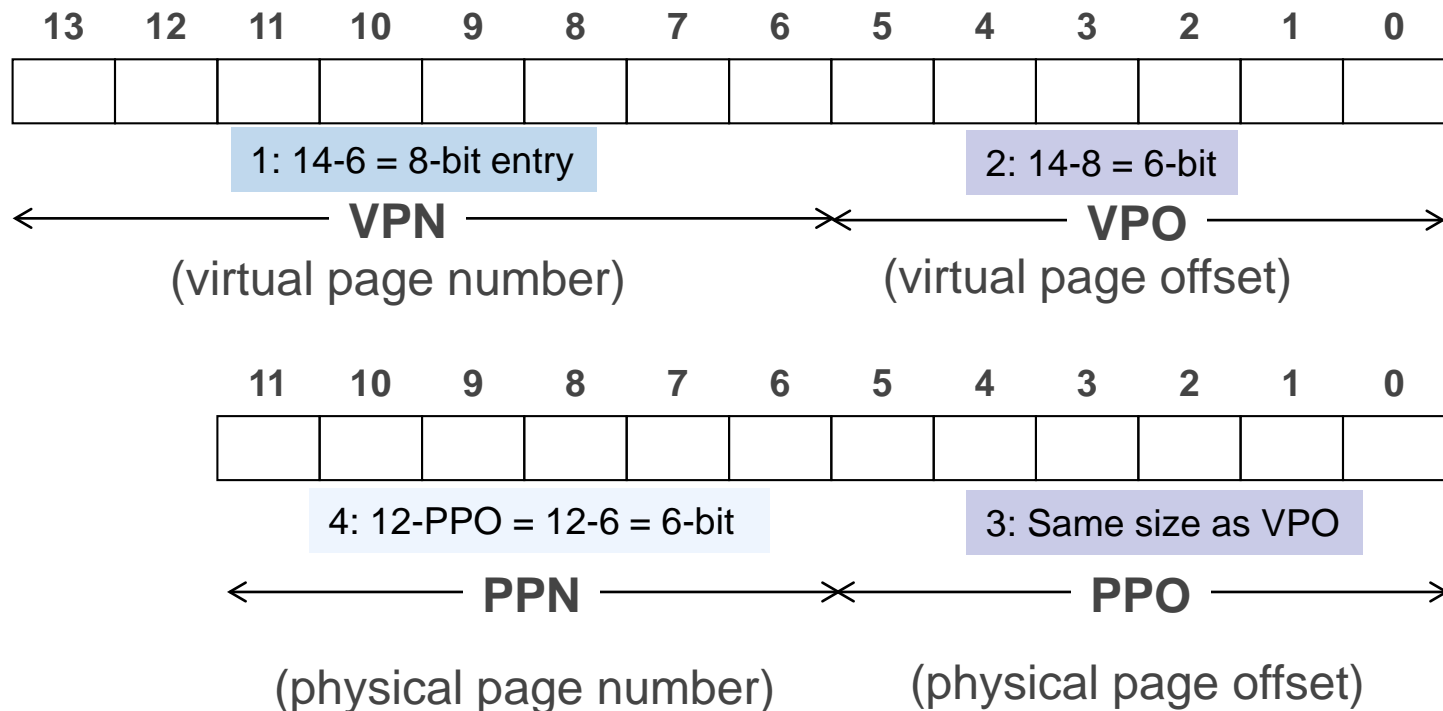 13 12 11 10 9 8 7 6 5 4 3 2 1 0
1: 14-6 = 8-bit entry
2: 14-8 = 6-bit
VPN
VPO
(virtual page number)
(virtual page offset)
11 10 9 8 7 6 5 4 3 2 1 0
4: 12-PPO = 12-6 = 6-bit
3: Same size as VPO
PPN
PPO
(physical page number)
(physical page offset)